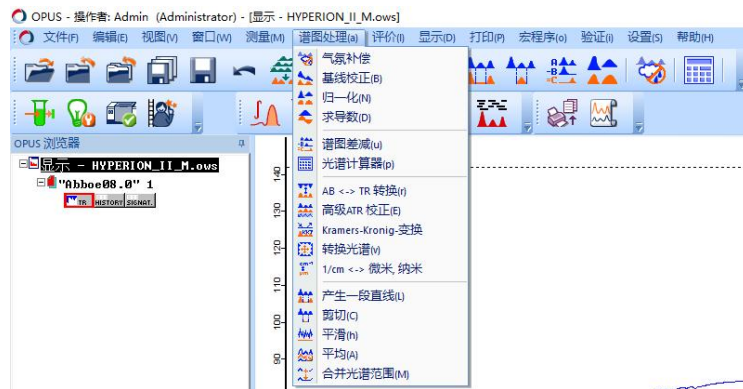 OPUS - 操作者: Admin (Administrator) - [显示 - HYPERION_II_M.ows]
文件(F) 编辑(E) 视图(V) 窗口(W) 测量(M) 谱图处理(a) 评价(I) 显示(D) 打印(P) 宏程序(o) 验证(i) 设置(S) 帮助(H)
气氛补偿
基线校正(B)
归一化(N)
求导数(D)
谱图差减(u)
光谱计算器(p)
AB <-> TR 转换(r)
高级ATR 校正(E)
Kramers-Kronig-变换
转换光谱(v)
1/cm <-> 微米, 纳米
产生一段直线(L)
剪切(C)
平滑(h)
平均(A)
合并光谱范围(M)
OPUS 浏览器
显示 - HYPERION_II_M.ows
"Abboe08.0" 1
TR HISTORY SIGNAT.
140
130
120
110
100